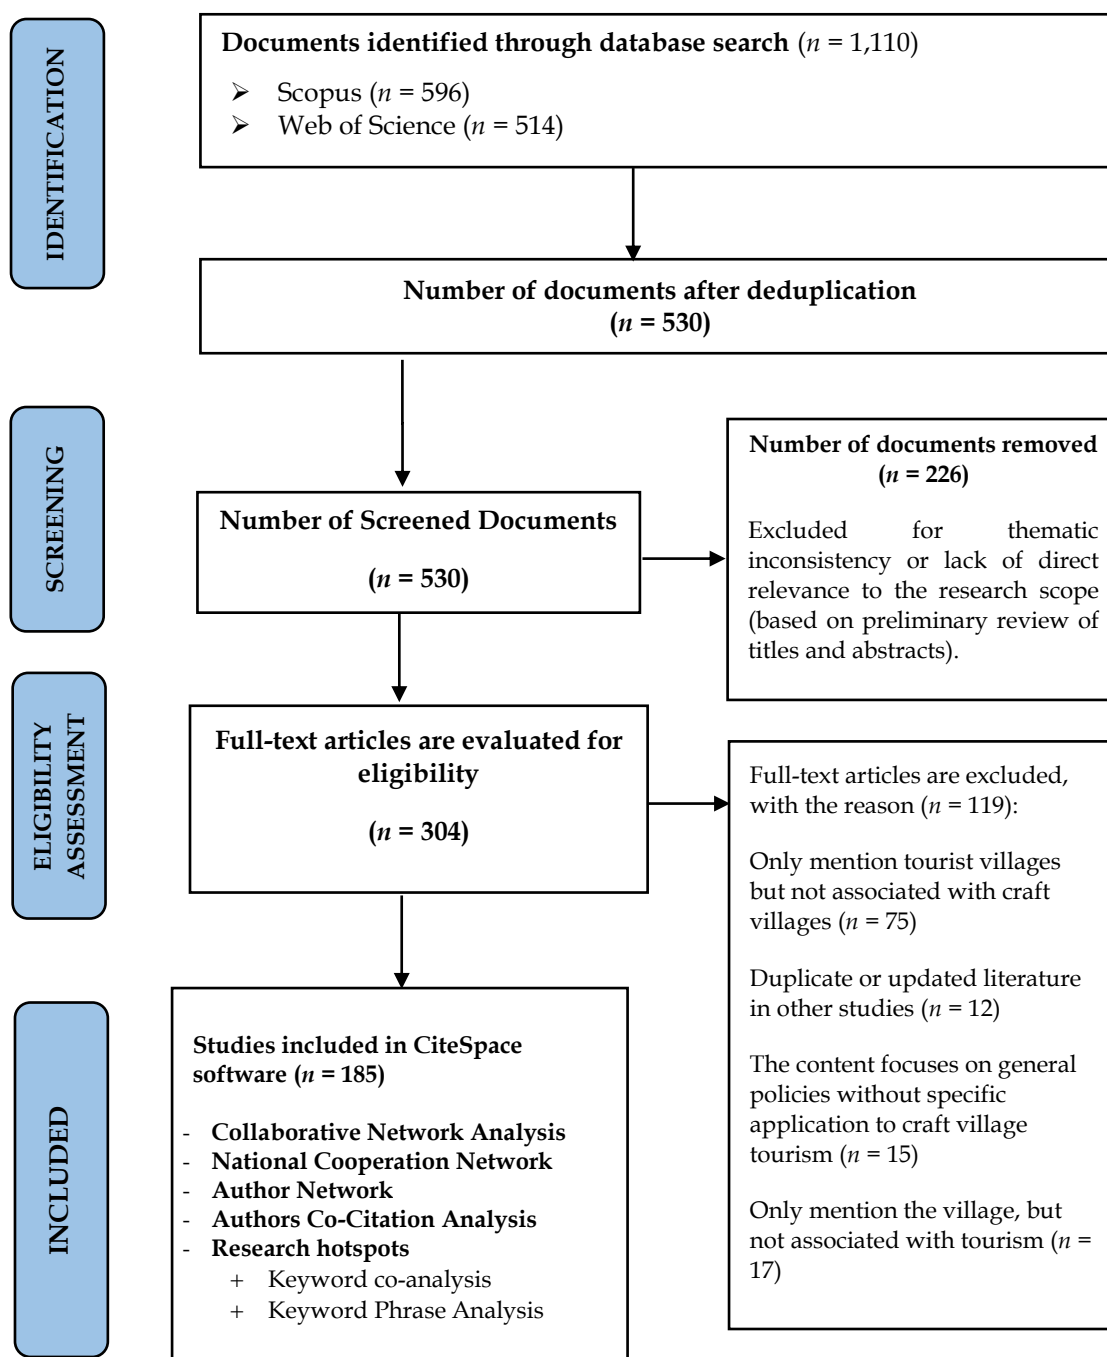 IDENTIFICATION
Documents identified through database search (n = 1,110)
➢ Scopus (n = 596)
➢ Web of Science (n = 514)
Number of documents after deduplication
(n = 530)
SCREENING
Number of Screened Documents
(n = 530)
Number of documents removed
(n = 226)
Excluded for thematic
inconsistency or lack of direct
relevance to the research scope
(based on preliminary review of
titles and abstracts).
ELIGIBILITY
ASSESSMENT
Full-text articles are evaluated for
eligibility
(n = 304)
Full-text articles are excluded,
with the reason (n = 119):
Only mention tourist villages
but not associated with craft
villages (n = 75)
Duplicate or updated literature
in other studies (n = 12)
The content focuses on general
policies without specific
application to craft village
tourism (n = 15)
Only mention the village, but
not associated with tourism (n =
17)
INCLUDED
Studies included in CiteSpace
software (n = 185)
- Collaborative Network Analysis
- National Cooperation Network
- Author Network
- Authors Co-Citation Analysis
- Research hotspots
+ Keyword co-analysis
+ Keyword Phrase Analysis